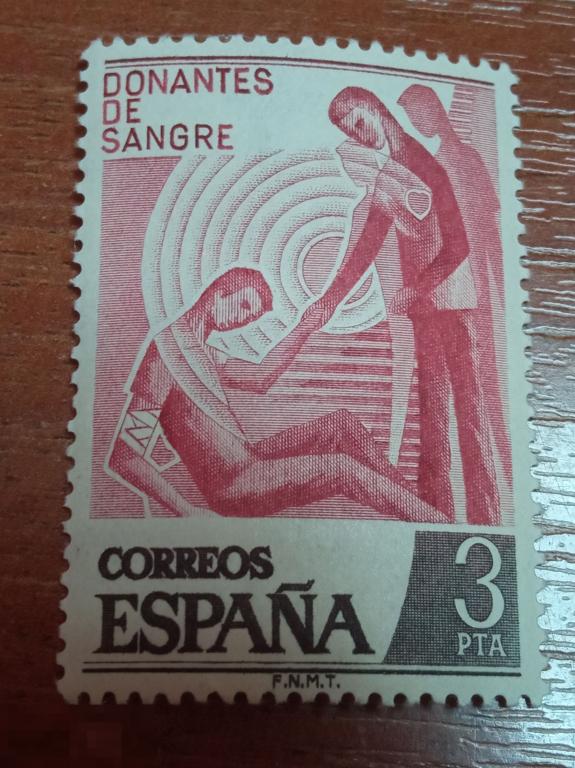 DONANTES
DE
SANGRE
CORREOS
ESPAÑA
3
PTA
F.N.M.T.